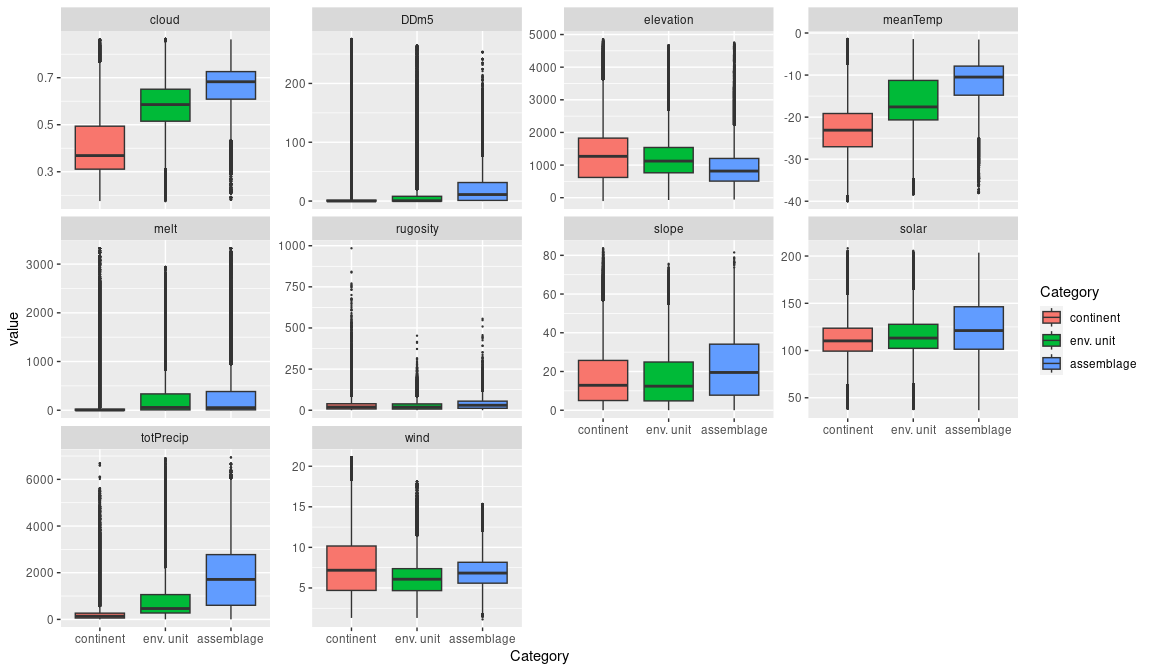 cloud
DDm5
elevation
meanTemp
0.7
0.5
0.3
200
100
0
5000
4000
3000
2000
1000
0
0
-10
-20
-30
-40
melt
rugosity
slope
solar
3000
2000
1000
0
1000
750
500
250
0
80
60
40
20
0
200
150
100
50
continent
env. unit
assemblage
continent
env. unit
assemblage
totPrecip
wind
6000
4000
2000
0
20
15
10
5
continent
env. unit
assemblage
continent
env. unit
assemblage
value
Category
Category
continent
env. unit
assemblage